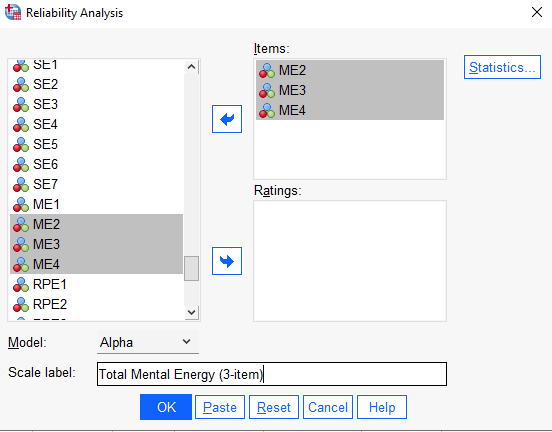 Reliability Analysis
Items:
SE1
SE2
SE3
SE4
SE5
SE6
SE7
ME1
ME2
ME3
ME4
RPE1
RPE2
ME2
ME3
ME4
Statistics...
Ratings:
Model:
Alpha
Scale label:
Total Mental Energy (3-item)
OK
Paste
Reset
Cancel
Help